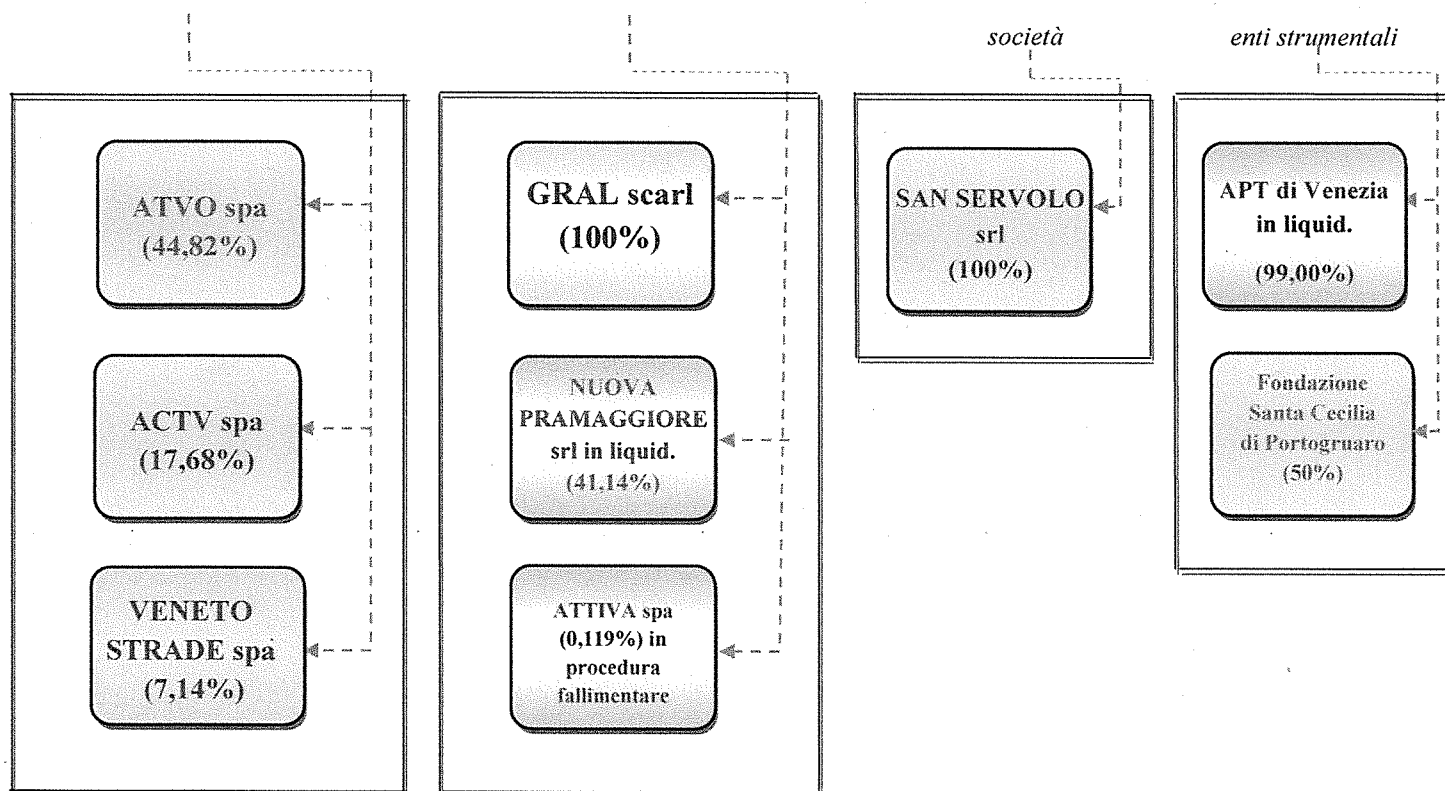 società
enti strumentali
ATVO spa
(44,82%)
ACTV spa
(17,68%)
VENETO
STRADE spa
(7,14%)
GRAL scarl
(100%)
NUOVA
PRAMAGGIORE
srl in liquid.
(41,14%)
ATTIVA spa
(0,119%) in
procedura
fallimentare
SAN SERVOLO
srl
(100%)
APT di Venezia
in liquid.
(99,00%)
Fondazione
Santa Cecilia
di Portogruaro
(50%)